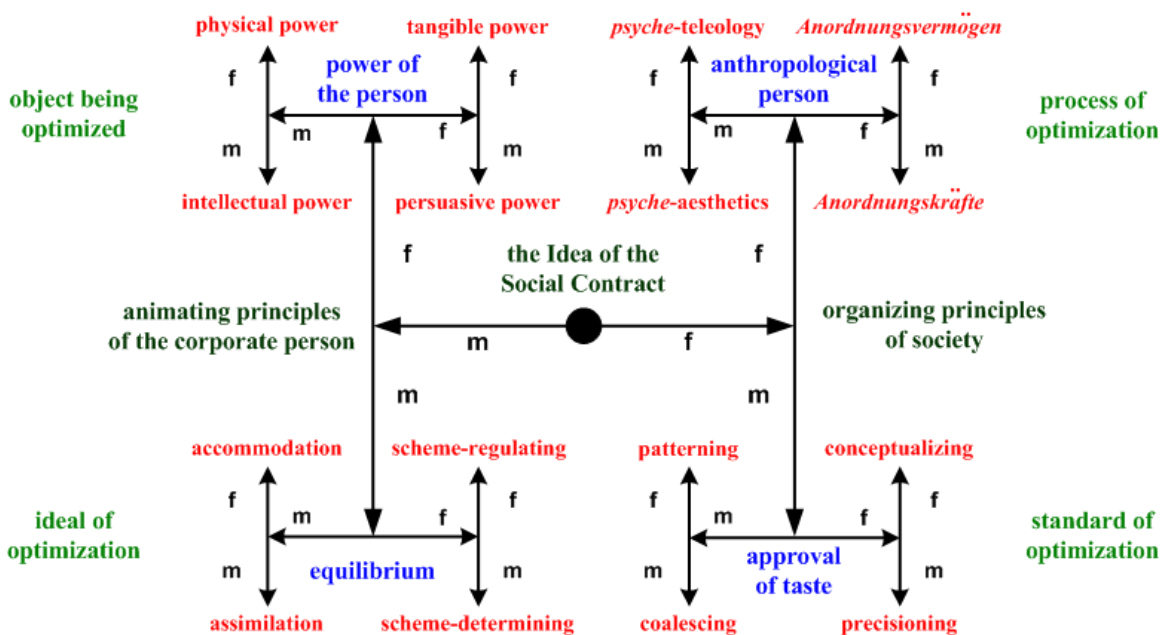 physical power
tangible power
psyche-teleology
Anordnungsvermögen
f
power of
the person
f
f
anthropological
person
f
object being
optimized
process of
optimization
m
f
m
f
m
m
m
m
intellectual power
persuasive power
psyche-aesthetics
Anordnungskräfte
f
the Idea of the
Social Contract
f
animating principles
of the corporate person
organizing principles
of society
m
f
m
m
accommodation
scheme-regulating
patterning
conceptualizing
f
f
f
f
m
f
m
f
ideal of
optimization
standard of
optimization
m
equilibrium
m
m
approval
of taste
m
assimilation
scheme-determining
coalescing
precisioning